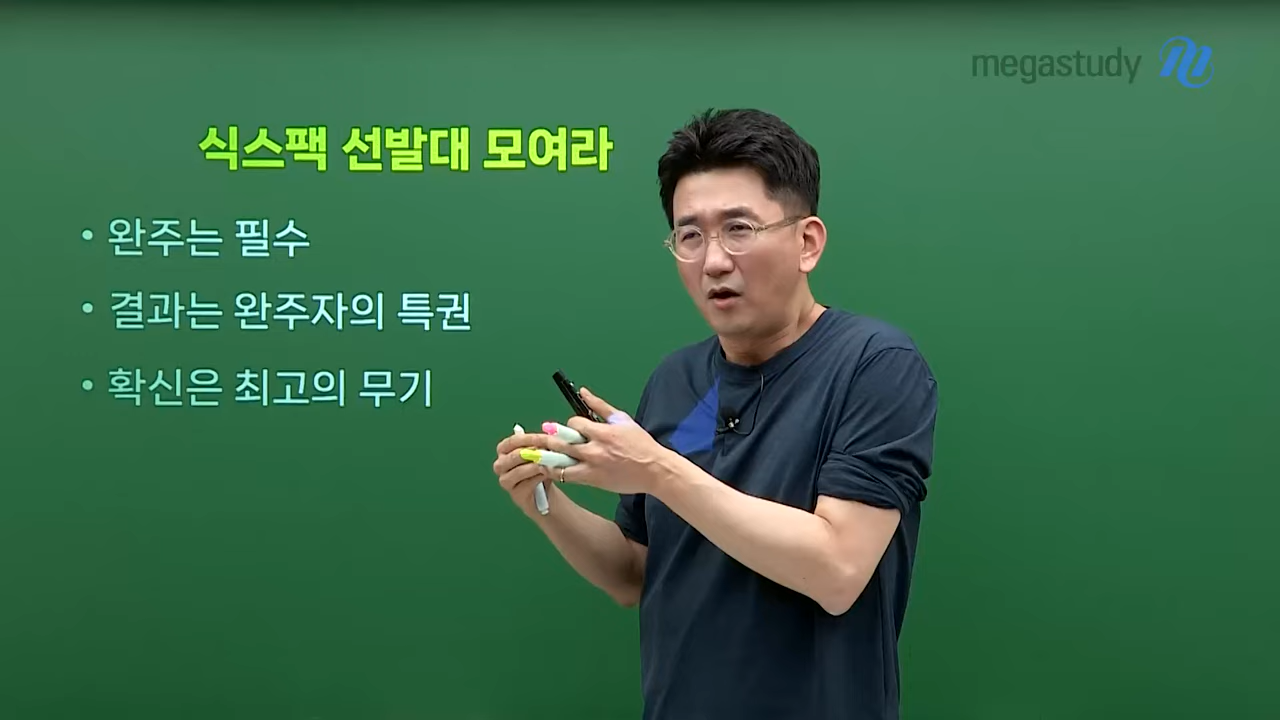 megastudy
식스팩 선발대 모여라
• 완주는 필수
• 결과는 완주자의 특권
• 확신은 최고의 무기